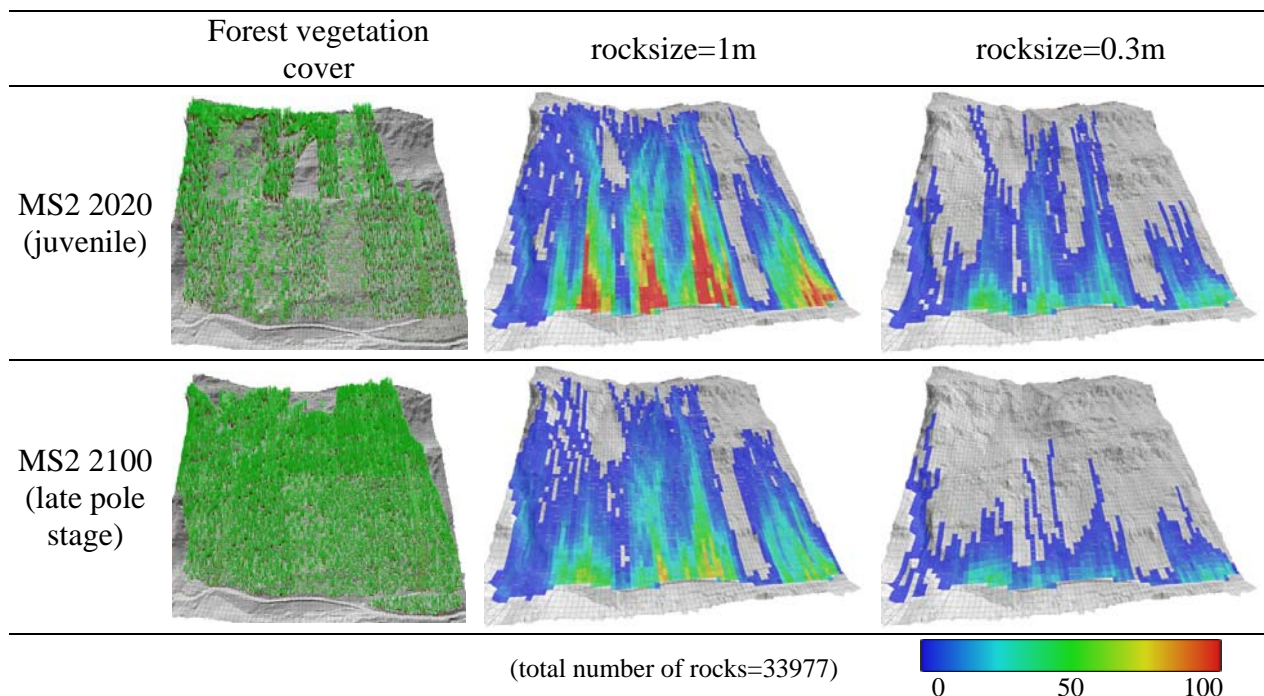 Forest vegetation
cover
rocksize=1m
rocksize=0.3m
MS2 2020
(juvenile)
MS2 2100
(late pole
stage)
(total number of rocks=33977)
0 50 100